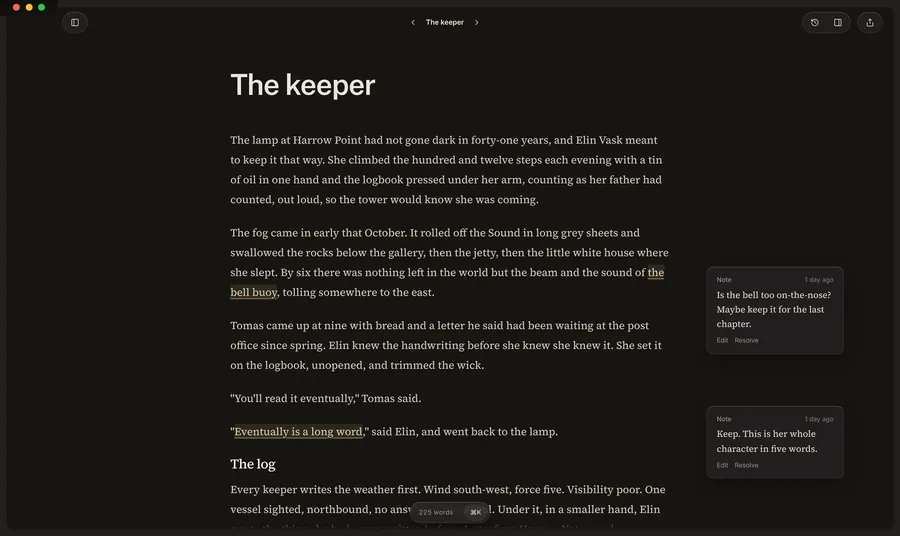 The keeper
The keeper
The lamp at Harrow Point had not gone dark in forty-one years, and Elin Vask meant
to keep it that way. She climbed the hundred and twelve steps each evening with a tin
of oil in one hand and the logbook pressed under her arm, counting as her father had
counted, out loud, so the tower would know she was coming.
The fog came in early that October. It rolled off the Sound in long grey sheets and
swallowed the rocks below the gallery, then the jetty, then the little white house where
she slept. By six there was nothing left in the world but the beam and the sound of the
bell buoy, tolling somewhere to the east.
Note
1 day ago
Is the bell too on-the-nose?
Maybe keep it for the last
chapter.
Edit Resolve
Tomas came up at nine with bread and a letter he said had been waiting at the post
office since spring. Elin knew the handwriting before she knew she knew it. She set it
on the logbook, unopened, and trimmed the wick.
"You'll read it eventually," Tomas said.
"Eventually is a long word," said Elin, and went back to the lamp.
Note
1 day ago
Keep. This is her whole
character in five words.
Edit Resolve
The log
Every keeper writes the weather first. Wind south-west, force five. Visibility poor. One
vessel sighted, northbound, no answ l. Under it, in a smaller hand, Elin
225 words ⌘K